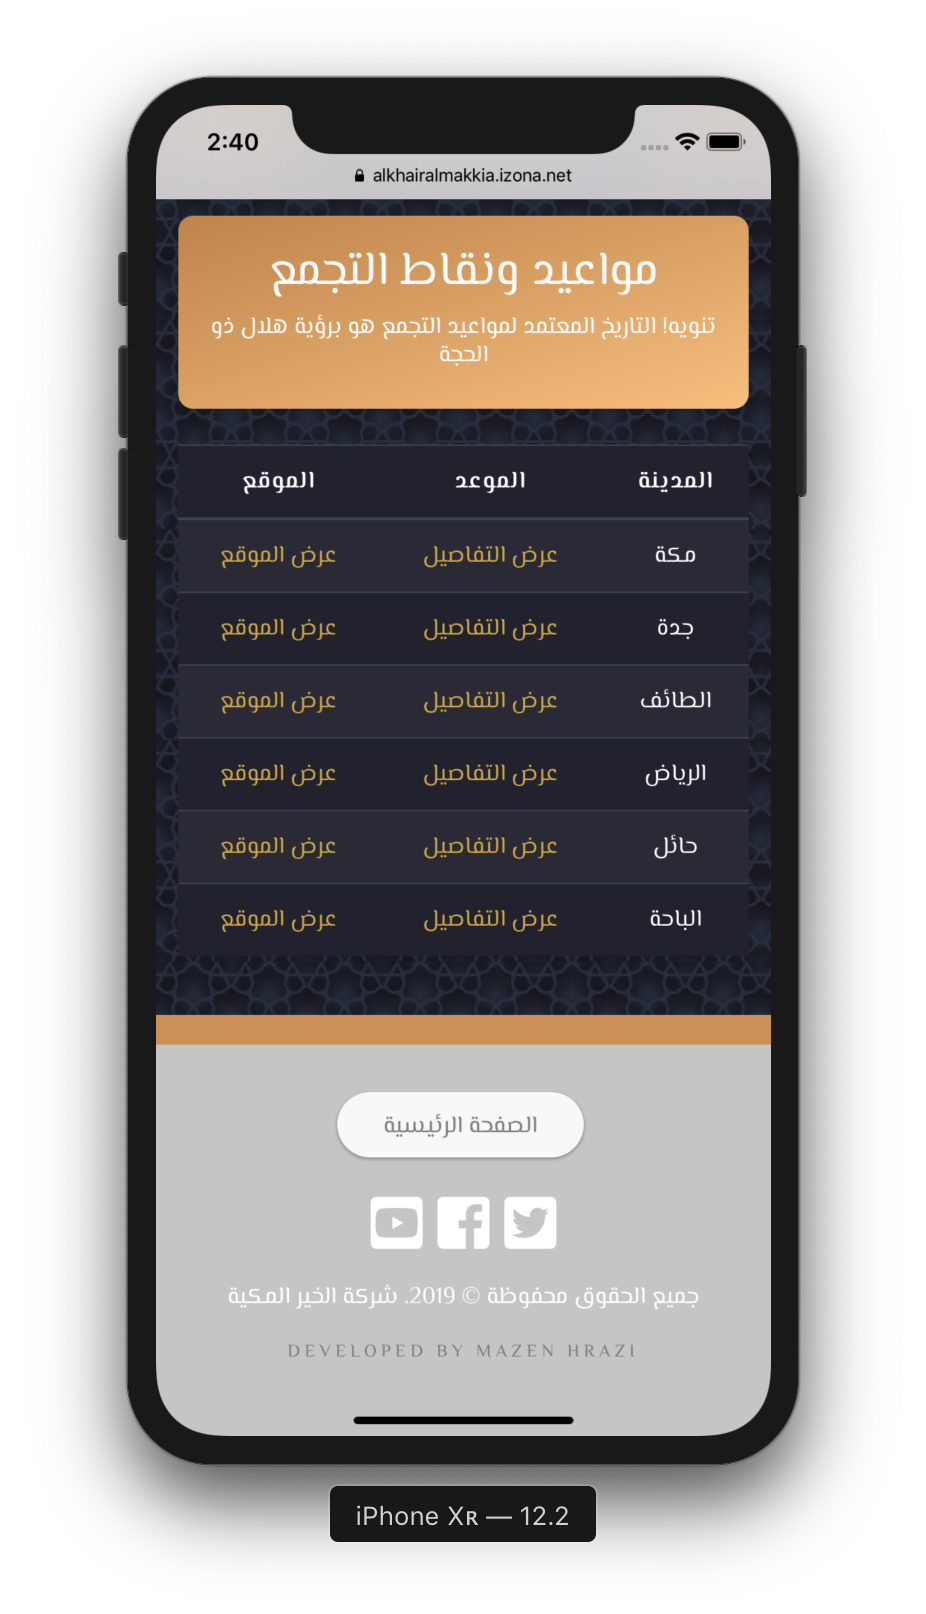 2:40
alkhairalmakkia.izona.net
مواعيد ونقاط التجمع
تنويه! التاريخ المعتمد لمواعيد التجمع هو برؤية هلال ذو
الحجة
المدينة الموعد الموقع
مكة عرض التفاصيل عرض الموقع
جدة عرض التفاصيل عرض الموقع
الطائف عرض التفاصيل عرض الموقع
الرياض عرض التفاصيل عرض الموقع
حائل عرض التفاصيل عرض الموقع
الباحة عرض التفاصيل عرض الموقع
الصفحة الرئيسية
جميع الحقوق محفوظة © 2019. شركة الخير المكية
DEVELOPED BY MAZEN HRAZI
iPhone Xʀ — 12.2